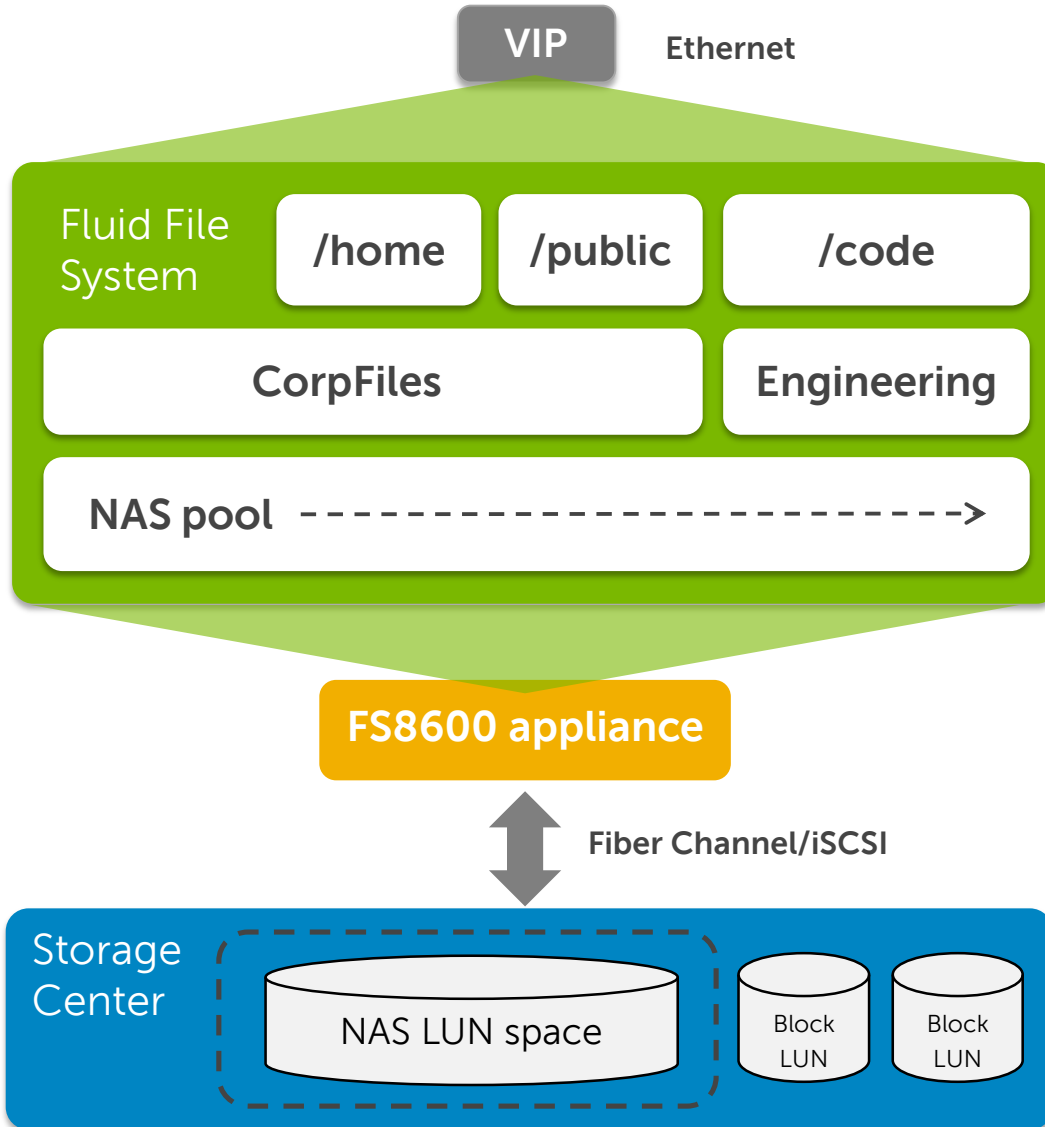 VIP
Ethernet
Fluid File
System
/home
/public
/code
CorpFiles
Engineering
NAS pool
FS8600 appliance
Fiber Channel/iSCSI
Storage
Center
NAS LUN space
Block
LUN
Block
LUN